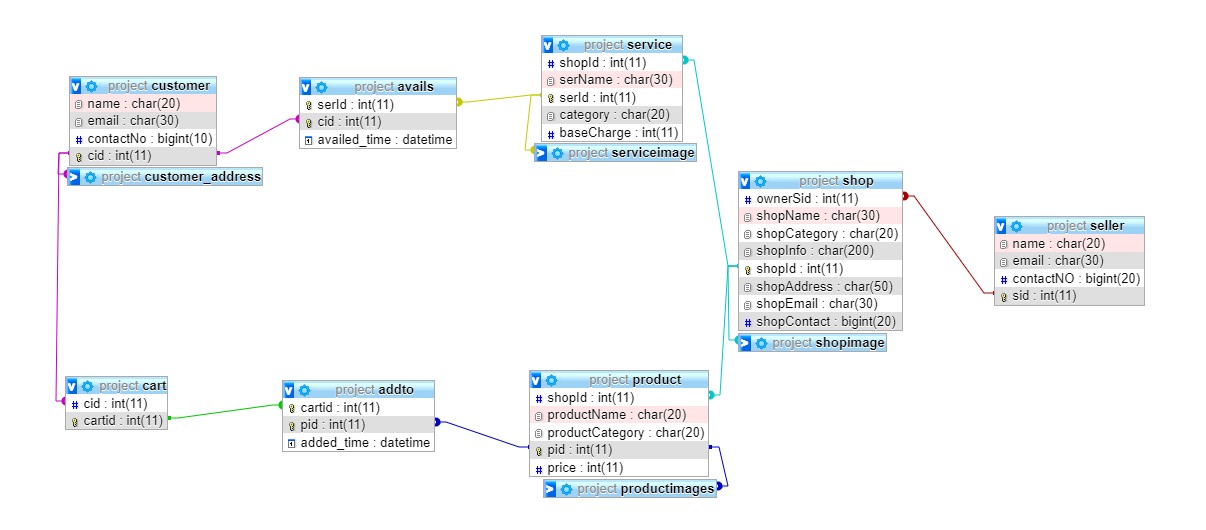 project customer
name : char(20)
email : char(30)
contactNo : bigint(10)
cid : int(11)
project customer_address
project avails
serId : int(11)
cid : int(11)
availed_time : datetime
project service
shopId : int(11)
serName : char(30)
serId : int(11)
category : char(20)
baseCharge : int(11)
project serviceimage
project shop
ownerSid : int(11)
shopName : char(30)
shopCategory : char(20)
shopInfo : char(200)
shopId : int(11)
shopAddress : char(50)
shopEmail : char(30)
shopContact : bigint(20)
project shopimage
project seller
name : char(20)
email : char(30)
contactNO : bigint(20)
sid : int(11)
project cart
cid : int(11)
cartid : int(11)
project addto
cartid : int(11)
pid : int(11)
added_time : datetime
project product
shopId : int(11)
productName : char(20)
productCategory : char(20)
pid : int(11)
price : int(11)
project productimages